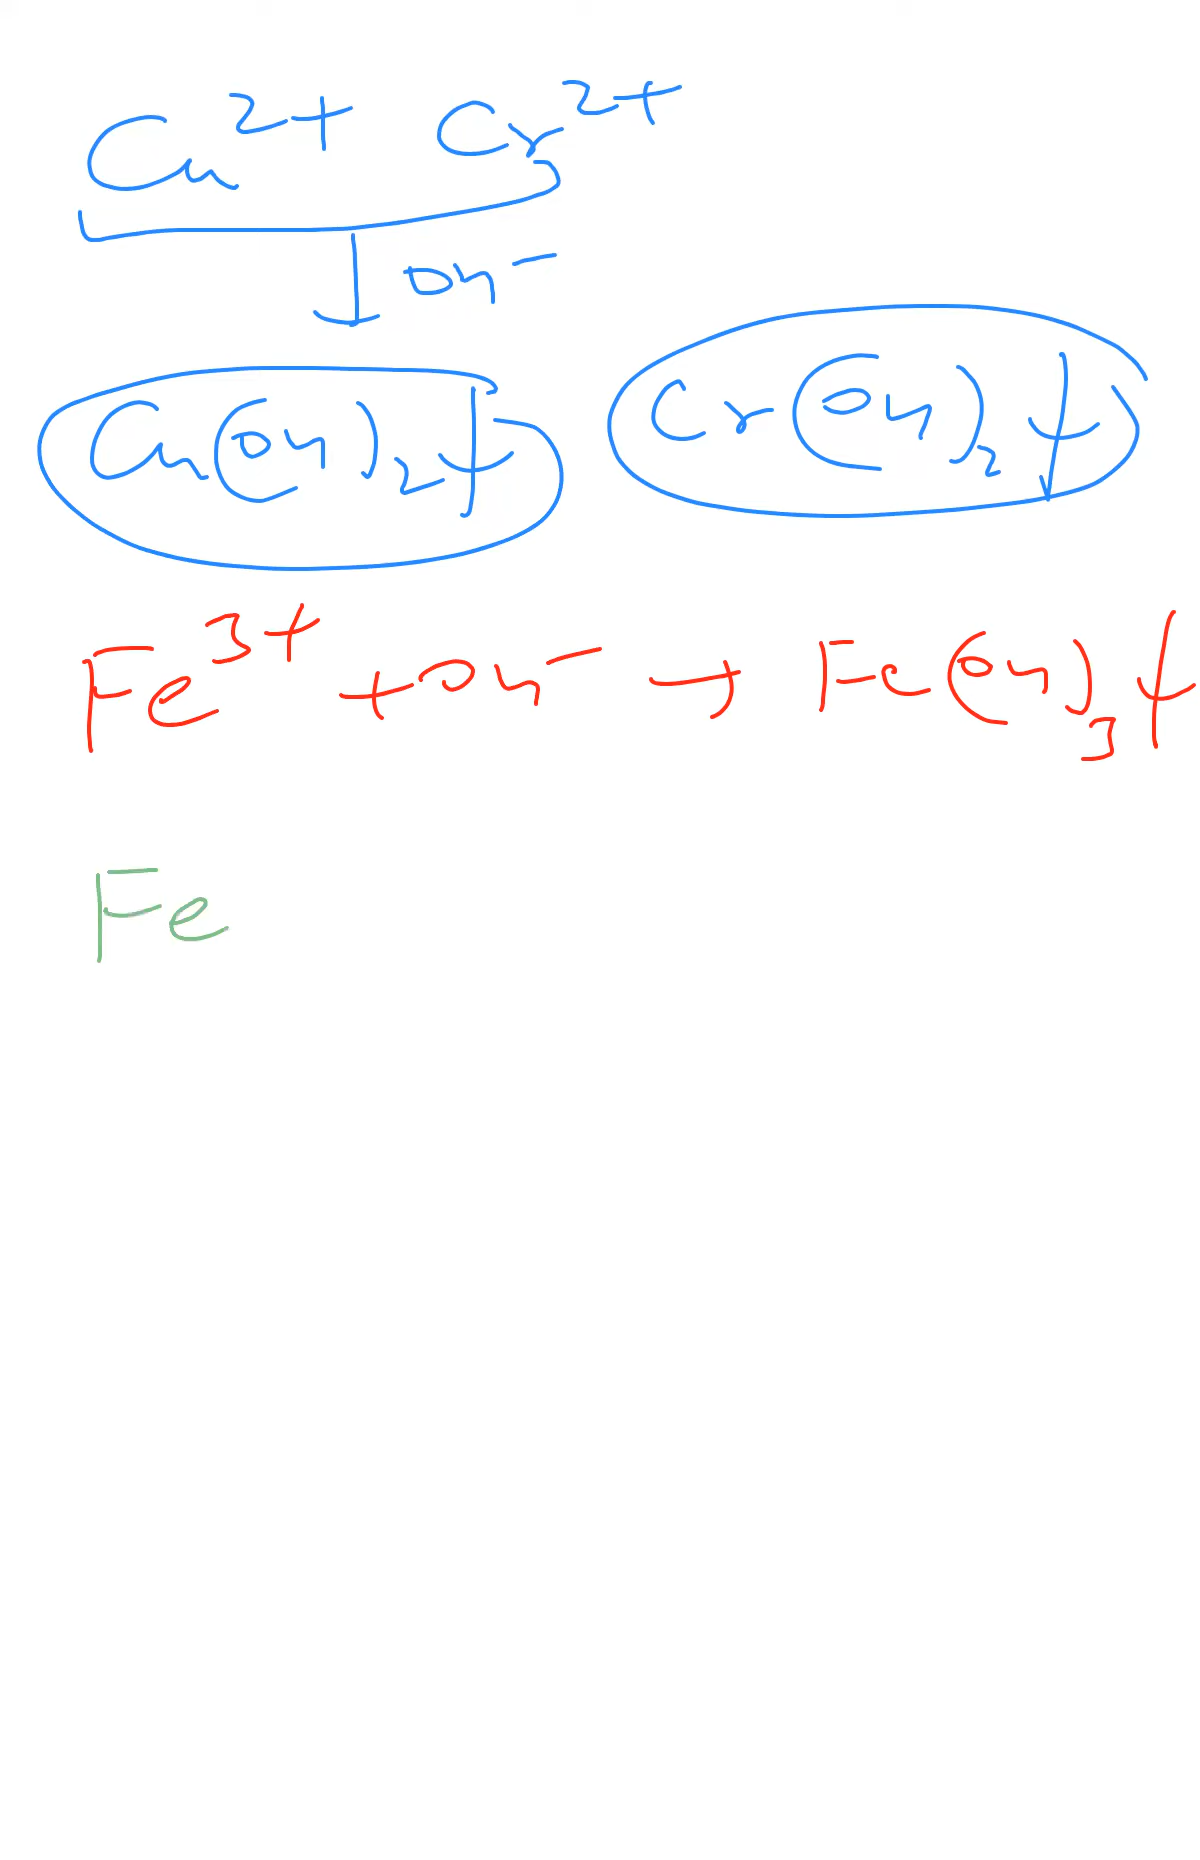 Cu²⁺ Cr²⁺
↓ OH⁻
Cu(OH)₂↓ Cr(OH)₂↓
Fe³⁺ + OH⁻ → Fe(OH)₃↓
Fe